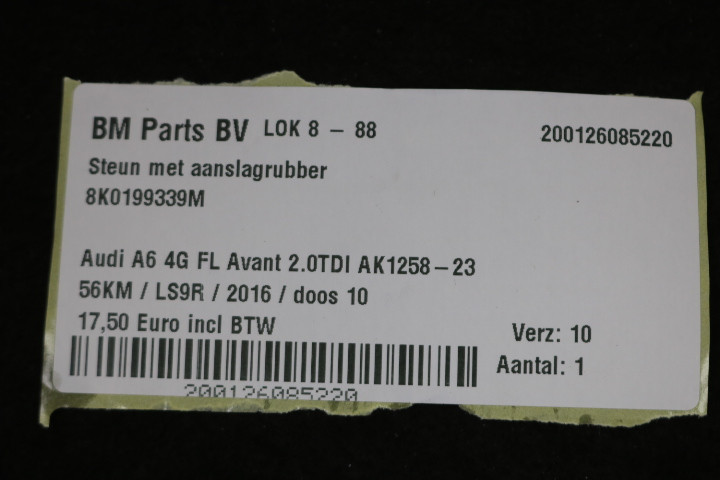 BM Parts BV LOK 8 - 88 200126085220
Steun met aanslagrubber
8K0199339M
Audi A6 4G FL Avant 2.0TDI AK1258-23
56KM / LS9R / 2016 / doos 10
17,50 Euro incl BTW
Verz: 10
Aantal: 1
200126085220